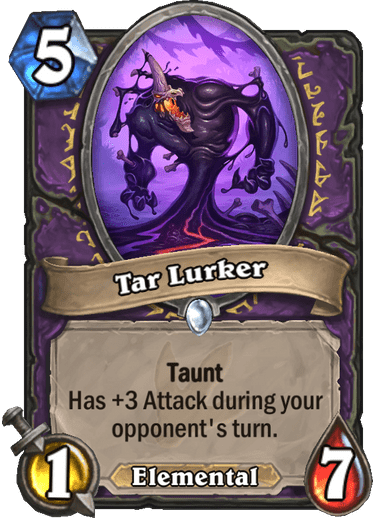 5
Tar Lurker
Taunt
Has +3 Attack during your
opponent's turn.
1
Elemental
7